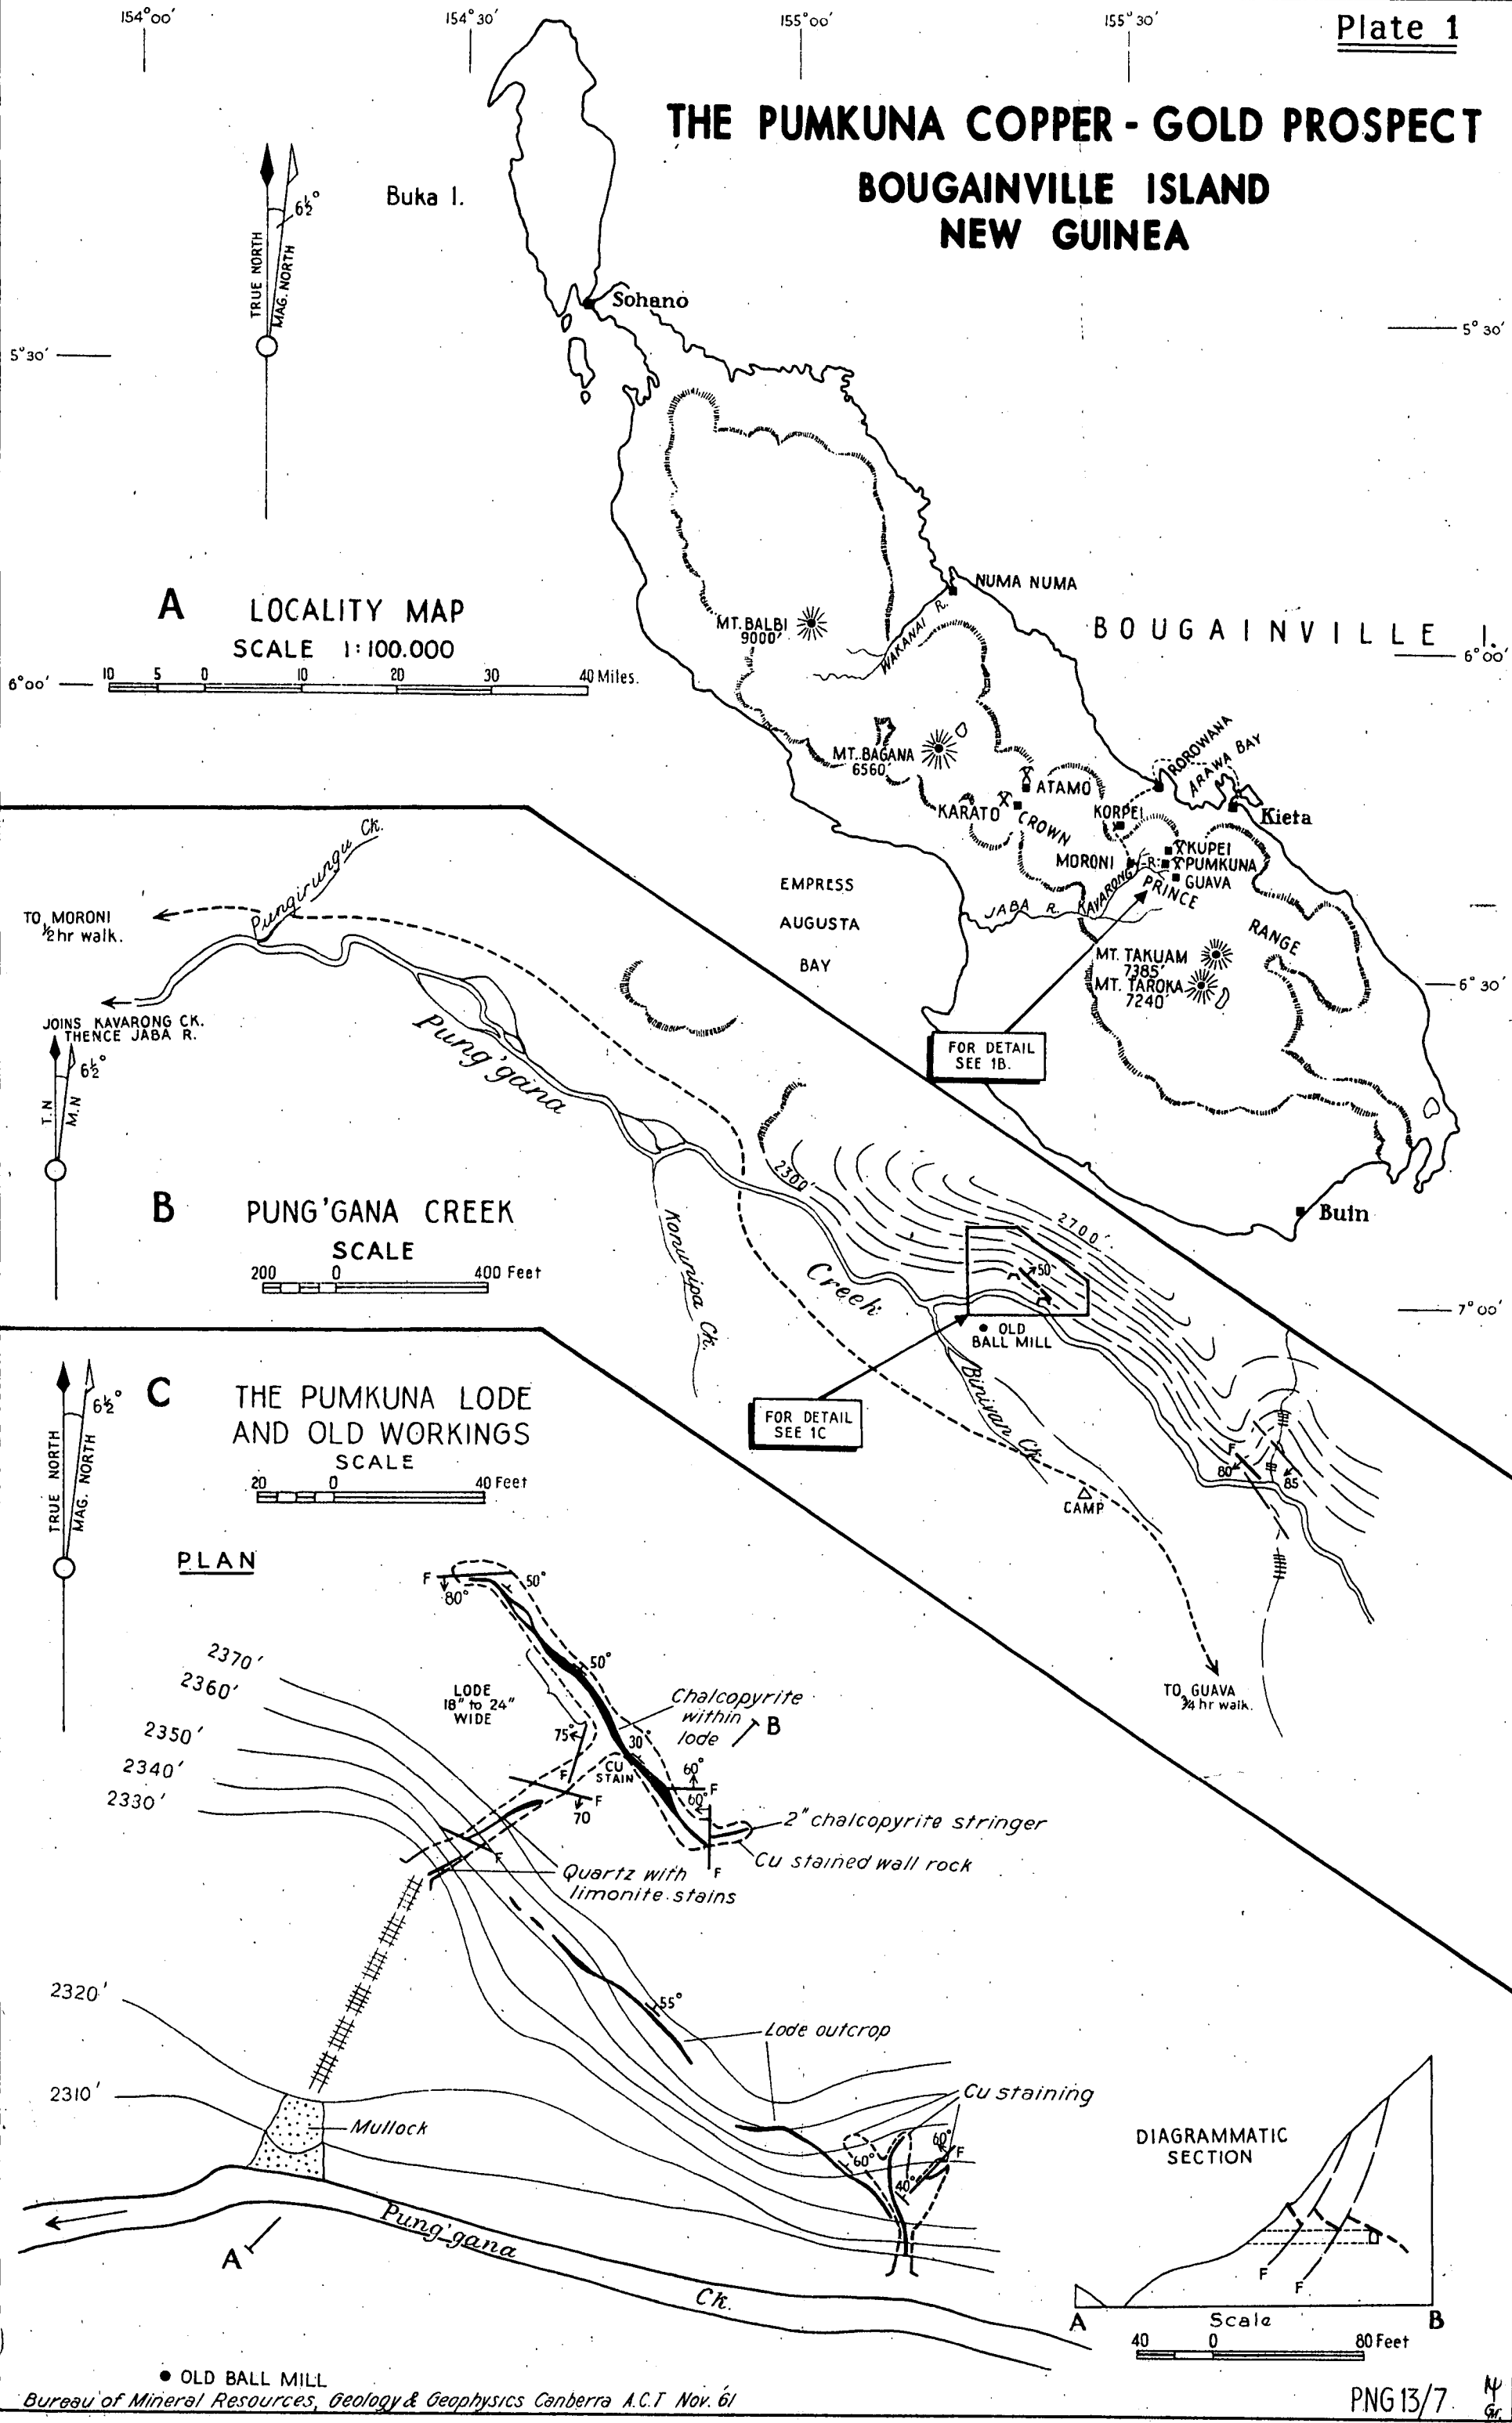 154°00′
154°30′
155°00′
155°30′
Plate 1
THE PUMKUNA COPPER - GOLD PROSPECT
BOUGAINVILLE ISLAND
NEW GUINEA
Buka I.
6½°
TRUE NORTH
MAG. NORTH
Sohano
5°30′
5°30′
A LOCALITY MAP
SCALE 1:100.000
10 5 0 10 20 30 40 Miles.
6°00′
NUMA NUMA
BOUGAINVILLE I.
6°00′
MT. BALBI
9000′
WAKANAI R.
MT. BAGANA
6560′
ROROWANA
ARAWA BAY
ATAMO
KARATO
CROWN
KORPEI
Kieta
KUPEI
MORONI
R.
PUMKUNA
GUAVA
KAVARONG
PRINCE
RANGE
JABA R.
EMPRESS
AUGUSTA
BAY
MT. TAKUAM
7385′
MT. TAROKA
7240′
6°30′
FOR DETAIL
SEE 1B.
Buin
7°00′
Pungirungu Ck.
TO MORONI
½hr walk.
JOINS KAVARONG CK.
THENCE JABA R.
6½°
T.N
M.N
Pung'gana
Creek
B PUNG'GANA CREEK
SCALE
200 0 400 Feet
Konunipa Ck.
2300′
2700′
50
OLD
BALL MILL
FOR DETAIL
SEE 1C
Binivan Ck.
CAMP
F
80
85
TO GUAVA
¾ hr walk.
C THE PUMKUNA LODE
AND OLD WORKINGS
SCALE
20 0 40 Feet
6½°
TRUE NORTH
MAG. NORTH
PLAN
F
80°
50°
50°
2370′
2360′
2350′
2340′
2330′
LODE
18" to 24"
WIDE
Chalcopyrite
within
lode
B
75°
30
CU
STAIN
F
60°
F
60°
F
70
2" chalcopyrite stringer
Cu stained wall rock
F
F
Quartz with
limonite stains
55°
2320′
2310′
Lode outcrop
Cu staining
Mullock
60°
60°
F
40°
Pung'gana
Ck.
A
DIAGRAMMATIC
SECTION
F
F
A
B
Scale
40 0 80 Feet
OLD BALL MILL
Bureau of Mineral Resources, Geology & Geophysics Canberra A.C.T Nov. 61
PNG 13/7